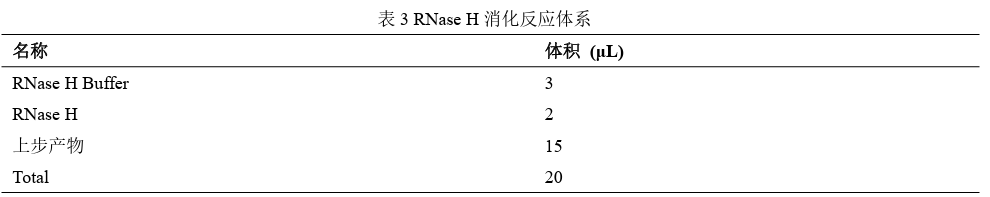 表 3 RNase H 消化反应体系
名称 体积 (μL)
RNase H Buffer 3
RNase H 2
上步产物 15
Total 20